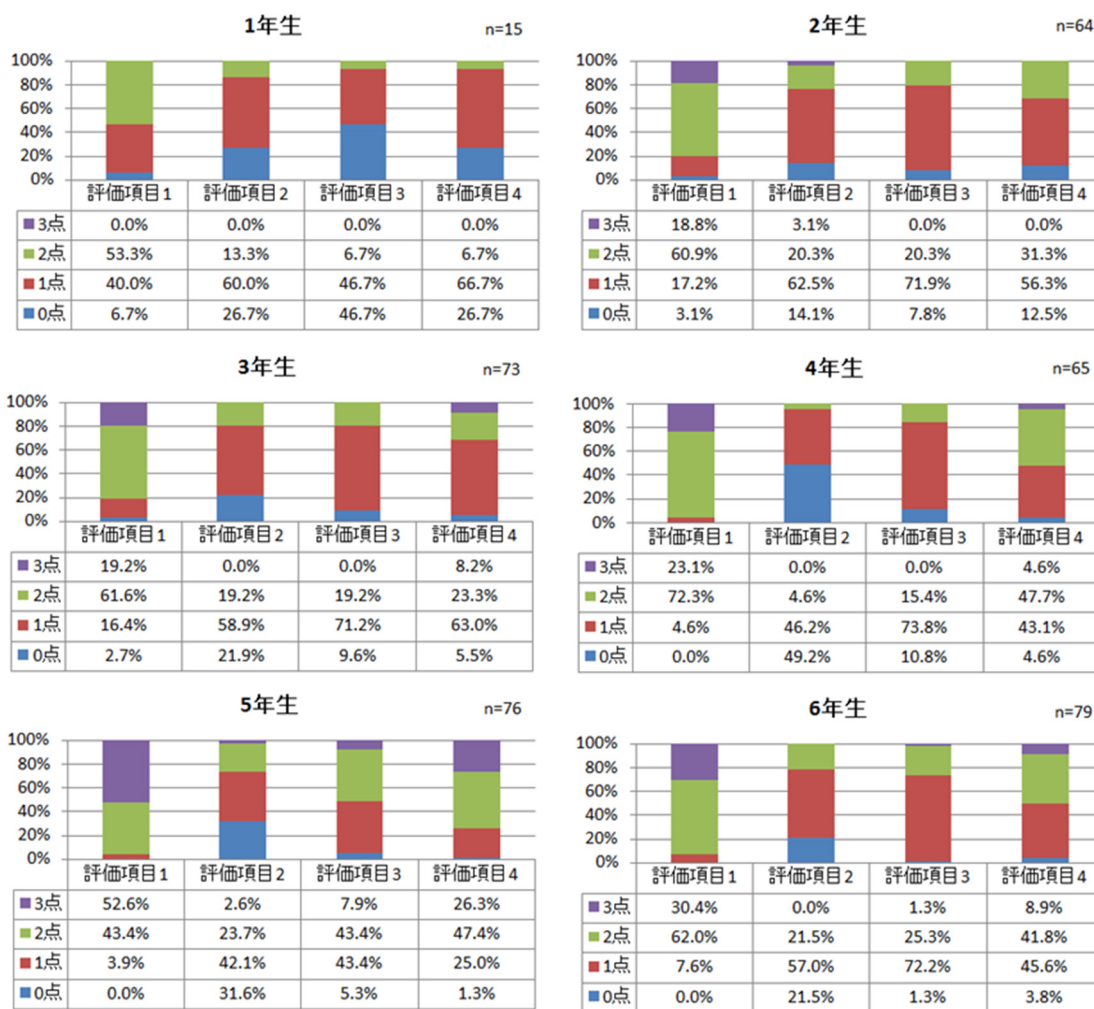 1年生 n=15
100%
80%
60%
40%
20%
0%
評価項目1 評価項目2 評価項目3 評価項目4
3点 0.0% 0.0% 0.0% 0.0%
2点 53.3% 13.3% 6.7% 6.7%
1点 40.0% 60.0% 46.7% 66.7%
0点 6.7% 26.7% 46.7% 26.7%
2年生 n=64
100%
80%
60%
40%
20%
0%
評価項目1 評価項目2 評価項目3 評価項目4
3点 18.8% 3.1% 0.0% 0.0%
2点 60.9% 20.3% 20.3% 31.3%
1点 17.2% 62.5% 71.9% 56.3%
0点 3.1% 14.1% 7.8% 12.5%
3年生 n=73
100%
80%
60%
40%
20%
0%
評価項目1 評価項目2 評価項目3 評価項目4
3点 19.2% 0.0% 0.0% 8.2%
2点 61.6% 19.2% 19.2% 23.3%
1点 16.4% 58.9% 71.2% 63.0%
0点 2.7% 21.9% 9.6% 5.5%
4年生 n=65
100%
80%
60%
40%
20%
0%
評価項目1 評価項目2 評価項目3 評価項目4
3点 23.1% 0.0% 0.0% 4.6%
2点 72.3% 4.6% 15.4% 47.7%
1点 4.6% 46.2% 73.8% 43.1%
0点 0.0% 49.2% 10.8% 4.6%
5年生 n=76
100%
80%
60%
40%
20%
0%
評価項目1 評価項目2 評価項目3 評価項目4
3点 52.6% 2.6% 7.9% 26.3%
2点 43.4% 23.7% 43.4% 47.4%
1点 3.9% 42.1% 43.4% 25.0%
0点 0.0% 31.6% 5.3% 1.3%
6年生 n=79
100%
80%
60%
40%
20%
0%
評価項目1 評価項目2 評価項目3 評価項目4
3点 30.4% 0.0% 1.3% 8.9%
2点 62.0% 21.5% 25.3% 41.8%
1点 7.6% 57.0% 72.2% 45.6%
0点 0.0% 21.5% 1.3% 3.8%